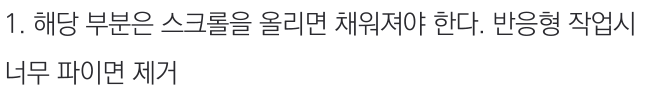 1. 해당 부분은 스크롤을 올리면 채워져야 한다. 반응형 작업시
너무 파이면 제거